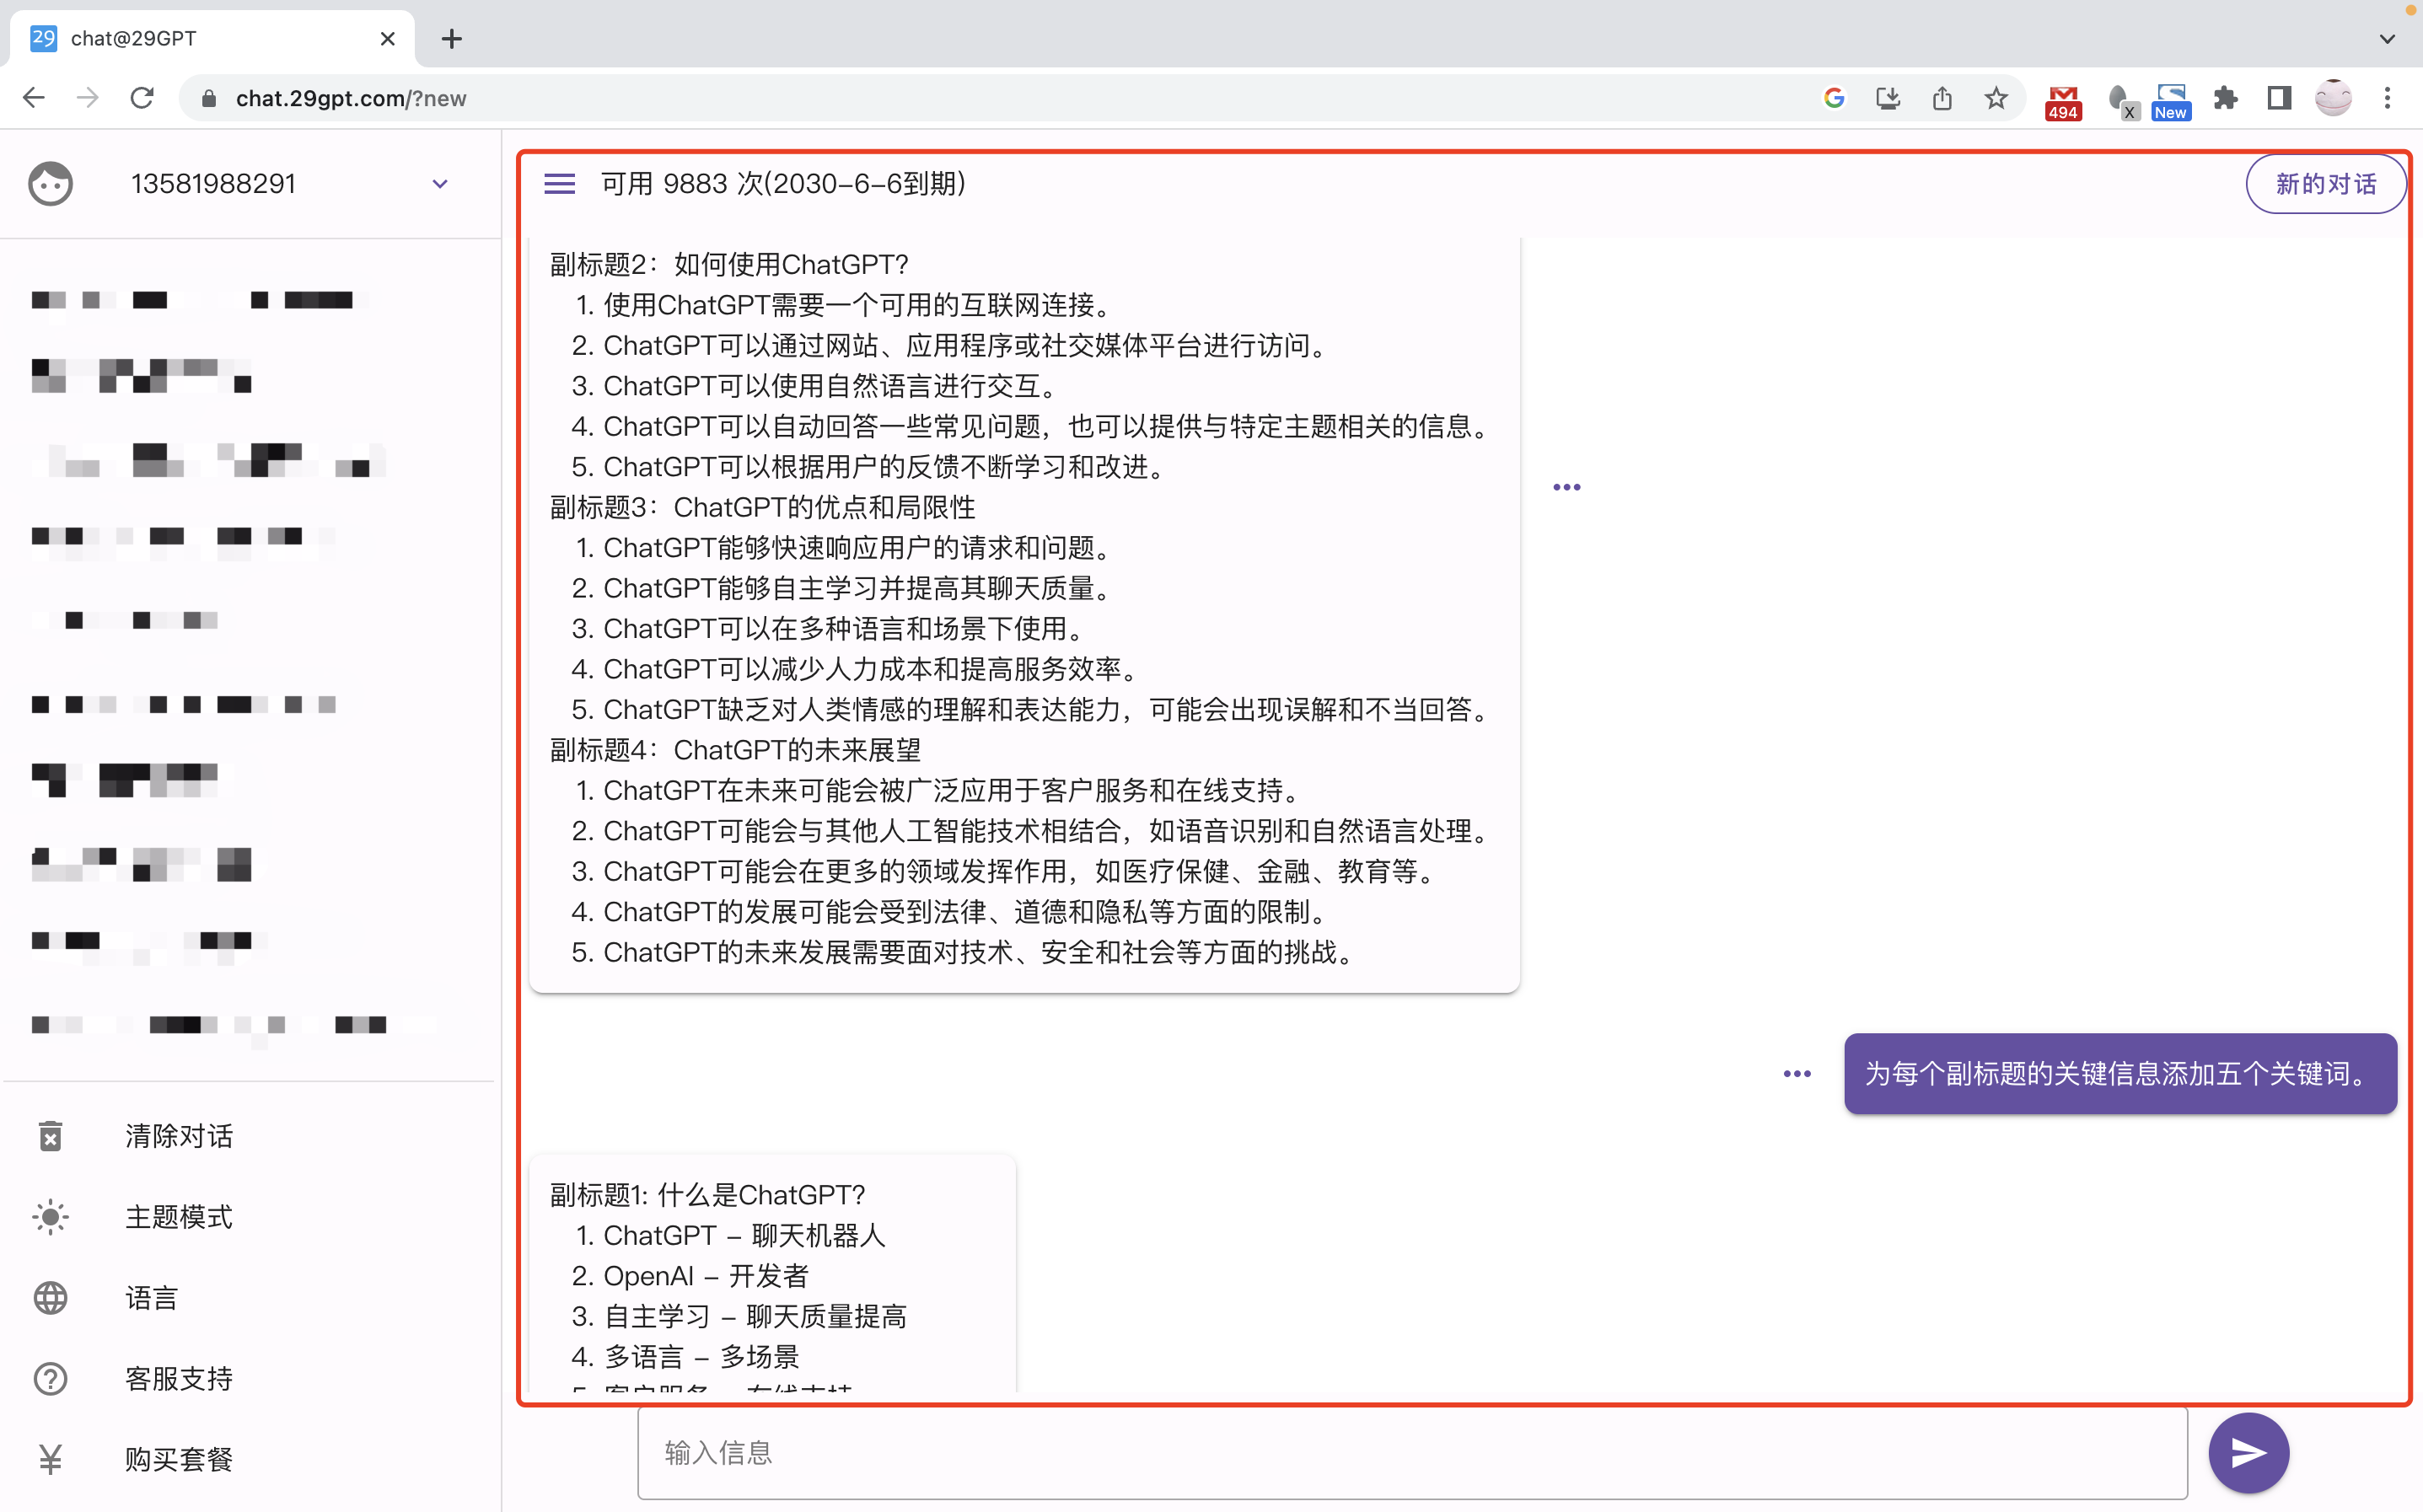 29 chat@29GPT
chat.29gpt.com/?new
494
X
New
13581988291
可用 9883 次(2030-6-6到期)
新的对话
副标题2：如何使用ChatGPT?
1. 使用ChatGPT需要一个可用的互联网连接。
2. ChatGPT可以通过网站、应用程序或社交媒体平台进行访问。
3. ChatGPT可以使用自然语言进行交互。
4. ChatGPT可以自动回答一些常见问题，也可以提供与特定主题相关的信息。
5. ChatGPT可以根据用户的反馈不断学习和改进。
副标题3：ChatGPT的优点和局限性
1. ChatGPT能够快速响应用户的请求和问题。
2. ChatGPT能够自主学习并提高其聊天质量。
3. ChatGPT可以在多种语言和场景下使用。
4. ChatGPT可以减少人力成本和提高服务效率。
5. ChatGPT缺乏对人类情感的理解和表达能力，可能会出现误解和不当回答。
副标题4：ChatGPT的未来展望
1. ChatGPT在未来可能会被广泛应用于客户服务和在线支持。
2. ChatGPT可能会与其他人工智能技术相结合，如语音识别和自然语言处理。
3. ChatGPT可能会在更多的领域发挥作用，如医疗保健、金融、教育等。
4. ChatGPT的发展可能会受到法律、道德和隐私等方面的限制。
5. ChatGPT的未来发展需要面对技术、安全和社会等方面的挑战。
为每个副标题的关键信息添加五个关键词。
副标题1: 什么是ChatGPT?
1. ChatGPT – 聊天机器人
2. OpenAI – 开发者
3. 自主学习 – 聊天质量提高
4. 多语言 – 多场景
5. 客户服务 – 在线支持
清除对话
主题模式
语言
客服支持
购买套餐
输入信息